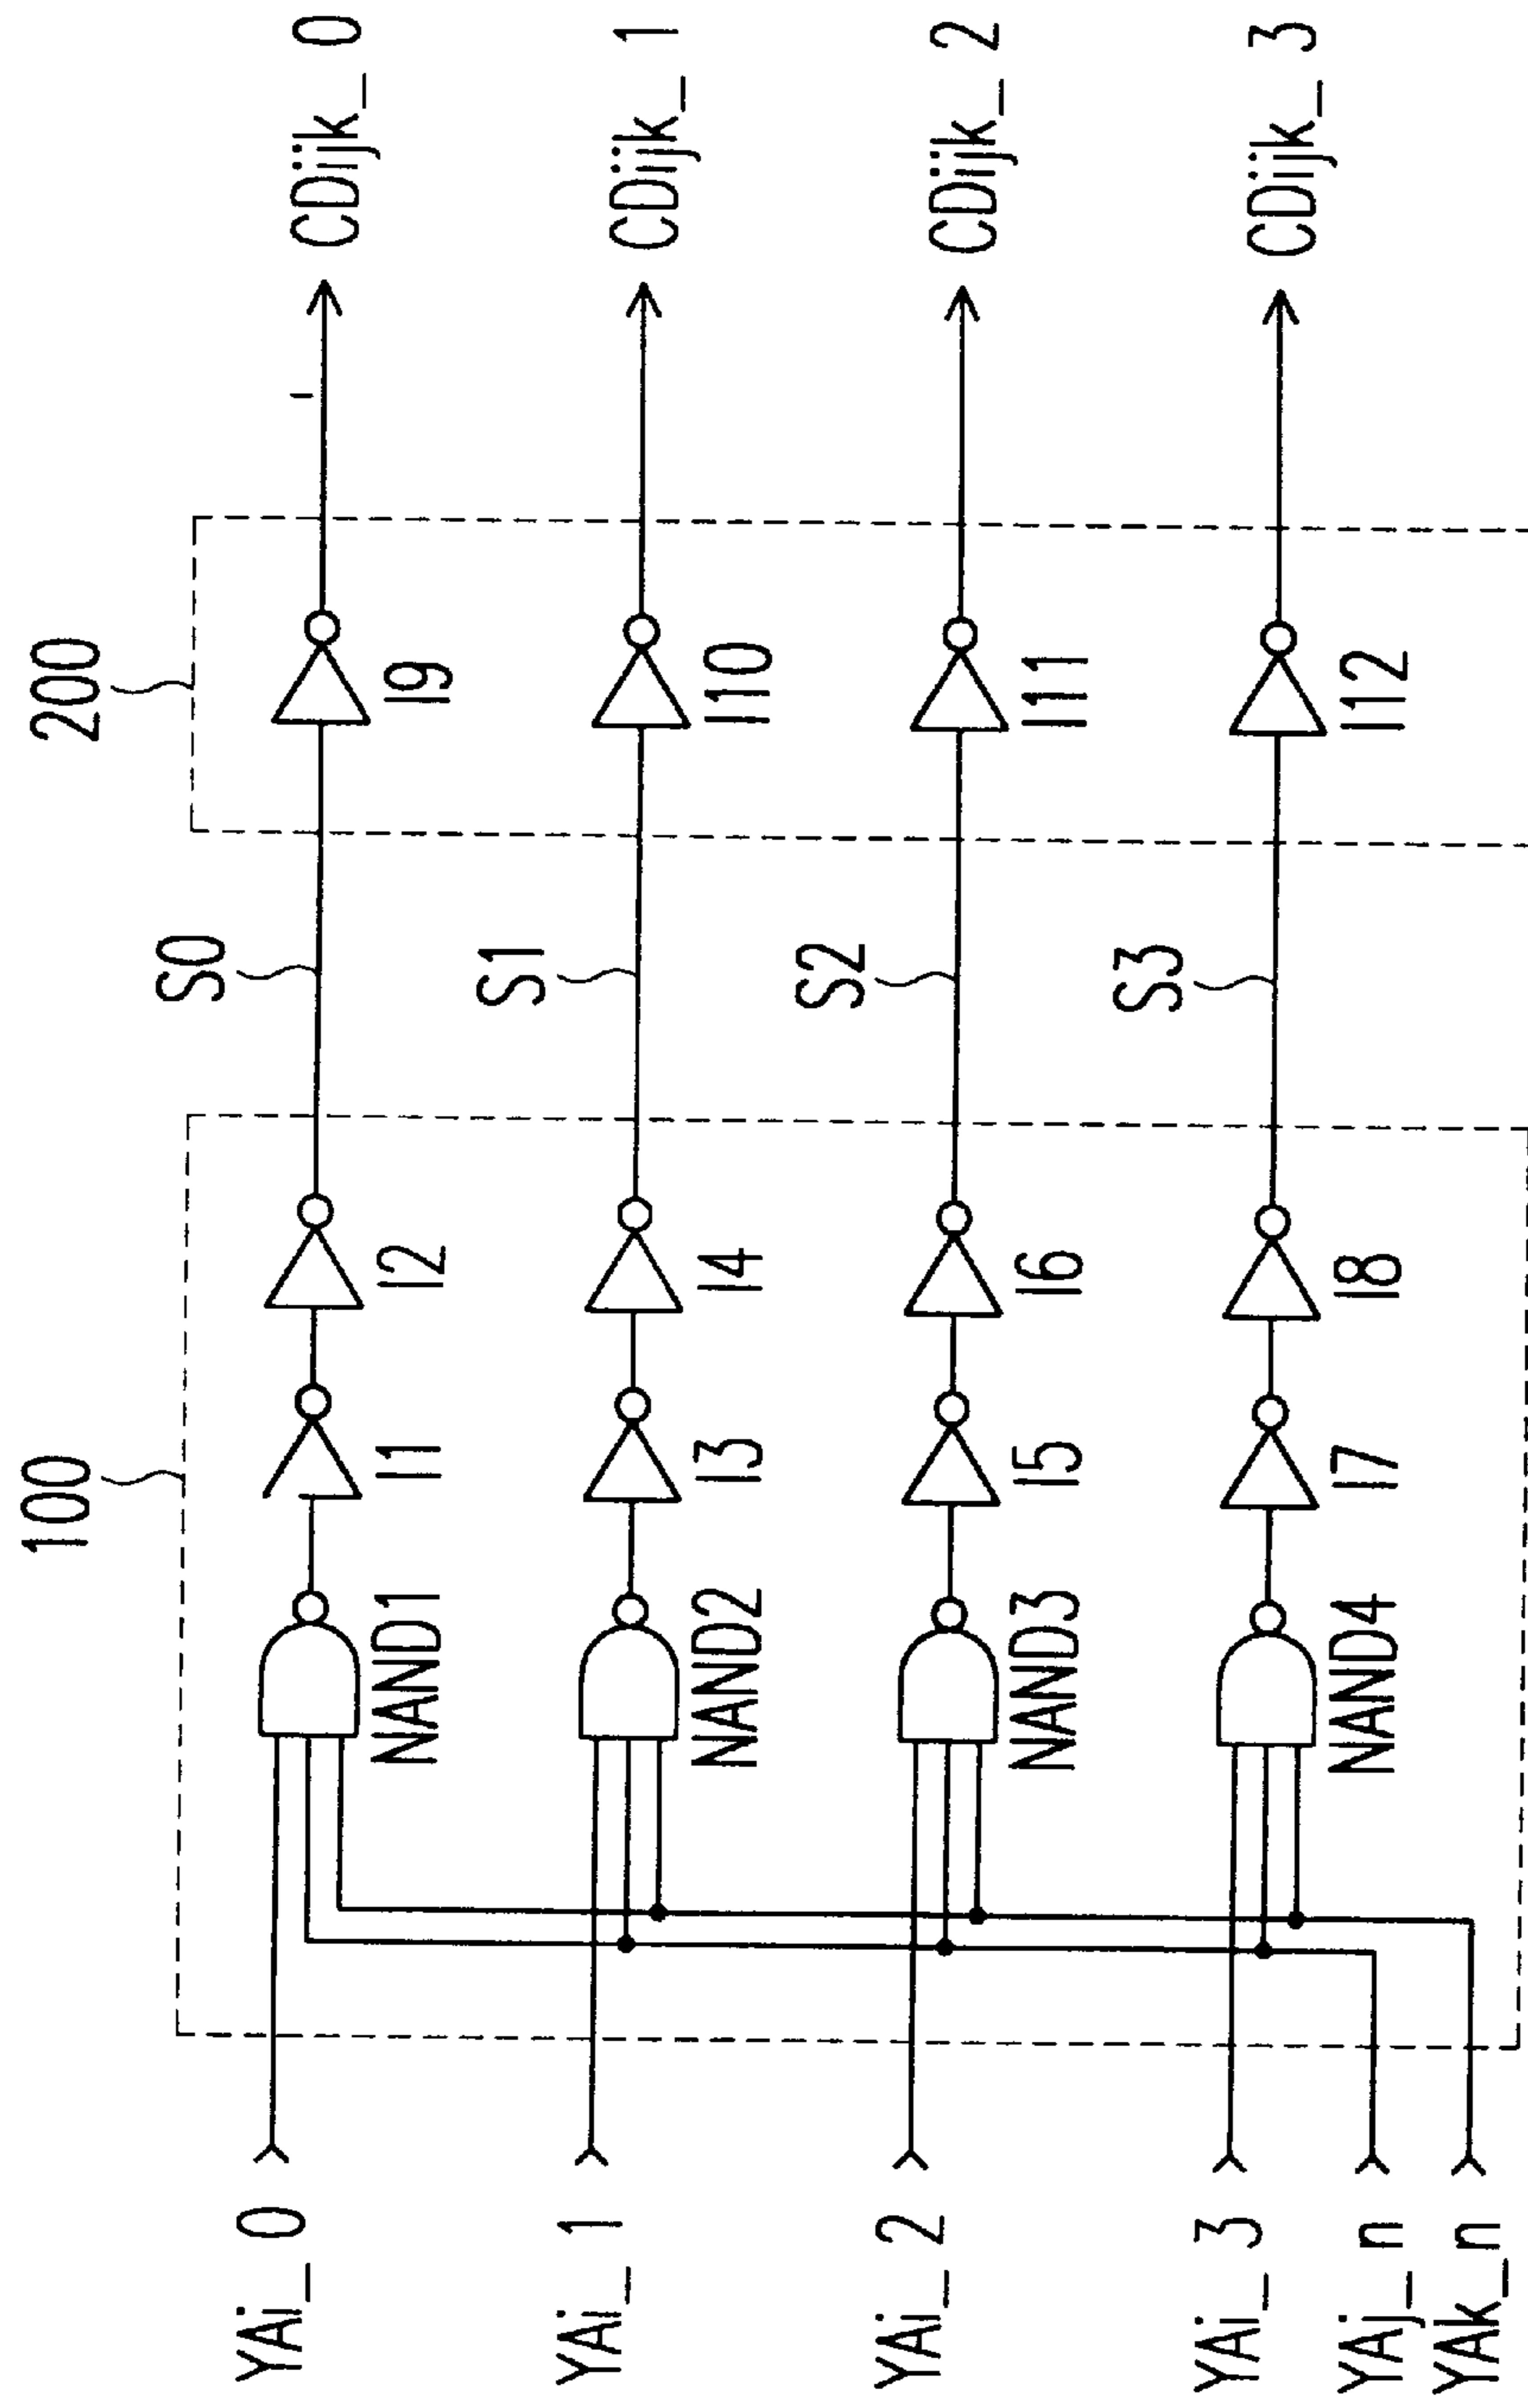 100
200
YAi_0
NAND1
I1
I2
S0
I9
CDijk_0
YAi_1
NAND2
I3
I4
S1
I10
CDijk_1
YAi_2
NAND3
I5
I6
S2
I11
CDijk_2
YAi_3
NAND4
I7
I8
S3
I12
CDijk_3
YAj_n
YAk_n